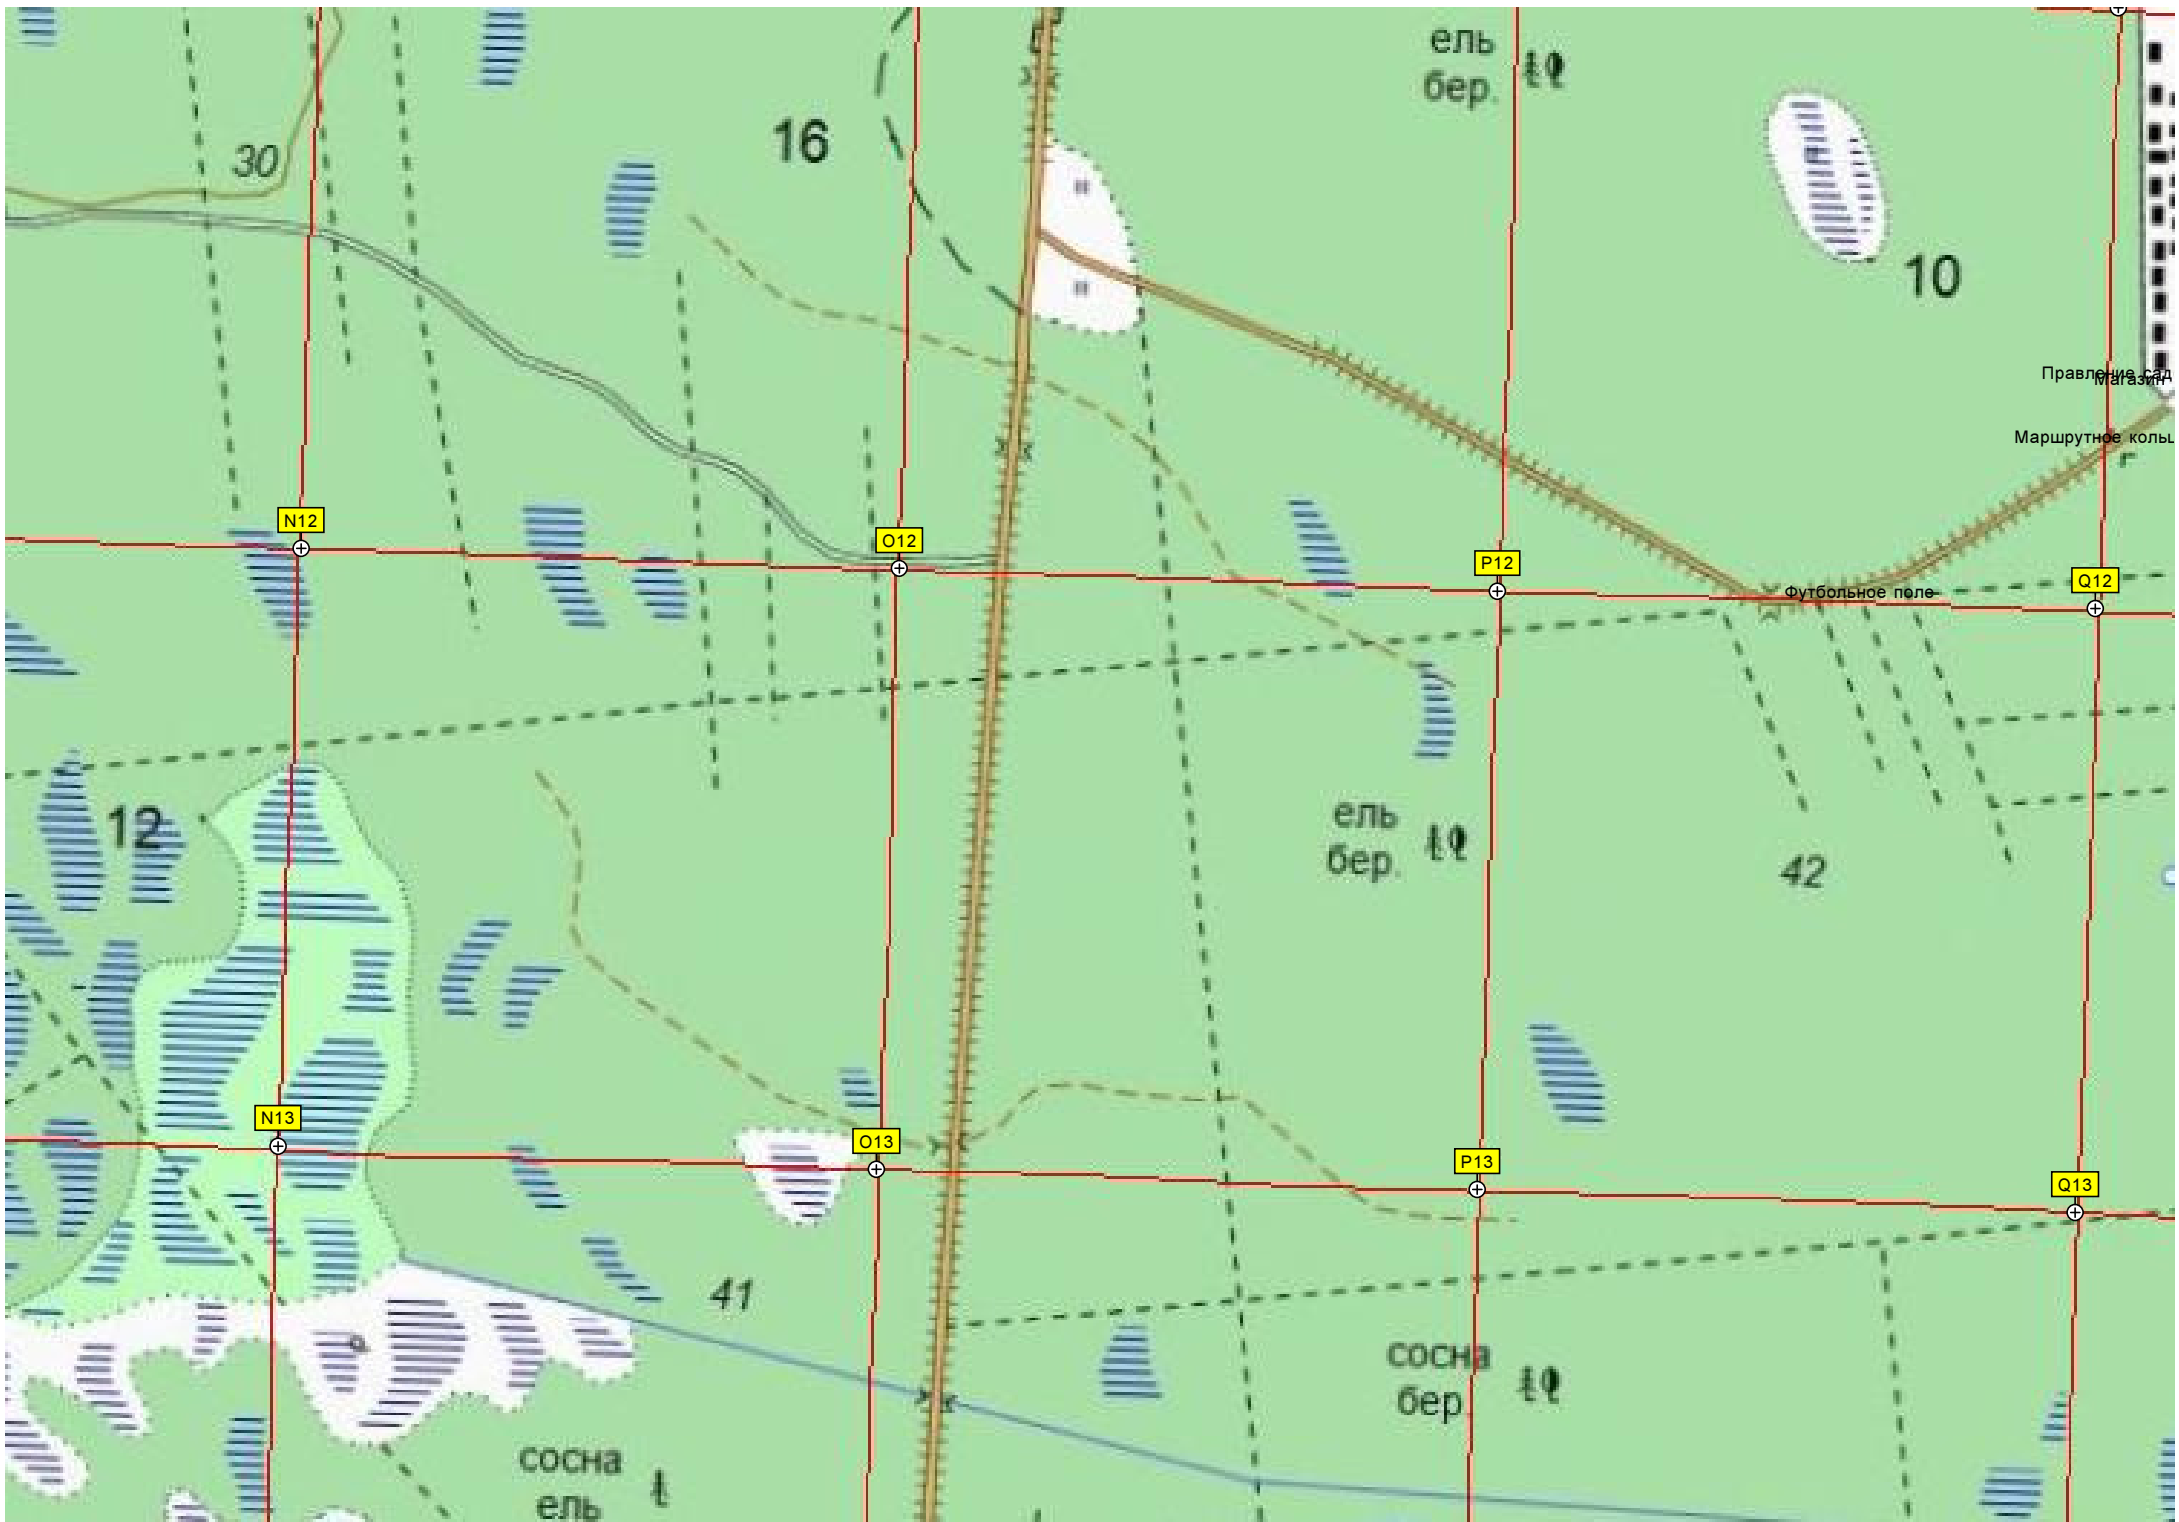 ель
бер.
16
30
10
Правление сад
Магазин
Маршрутное кольц
N12
O12
P12
Футбольное поле
Q12
12
ель
бер.
42
N13
O13
P13
Q13
41
сосна
бер.
сосна
ель